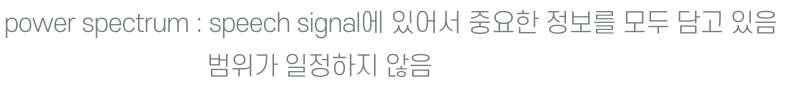 power spectrum : speech signal에 있어서 중요한 정보를 모두 담고 있음
범위가 일정하지 않음